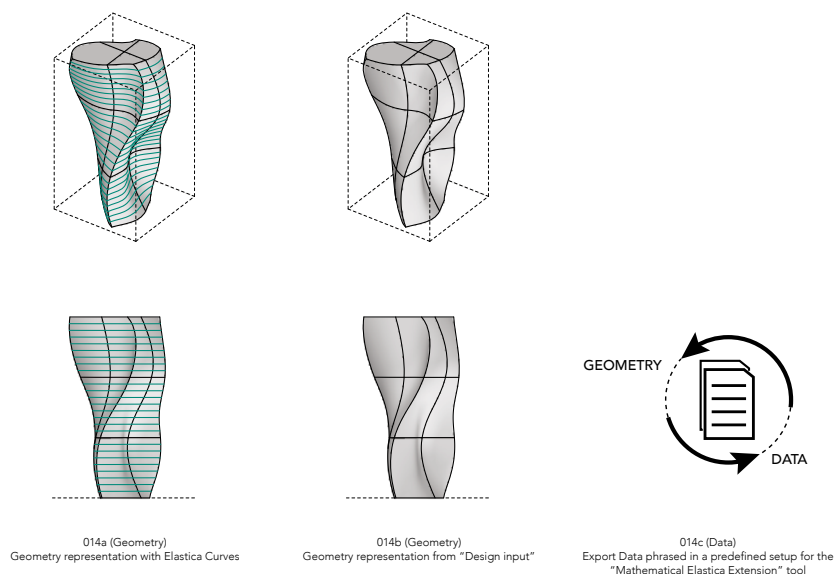 GEOMETRY
DATA
014a (Geometry)
Geometry representation with Elastica Curves
014b (Geometry)
Geometry representation from "Design input"
014c (Data)
Export Data phrased in a predefined setup for the
"Mathematical Elastica Extension" tool